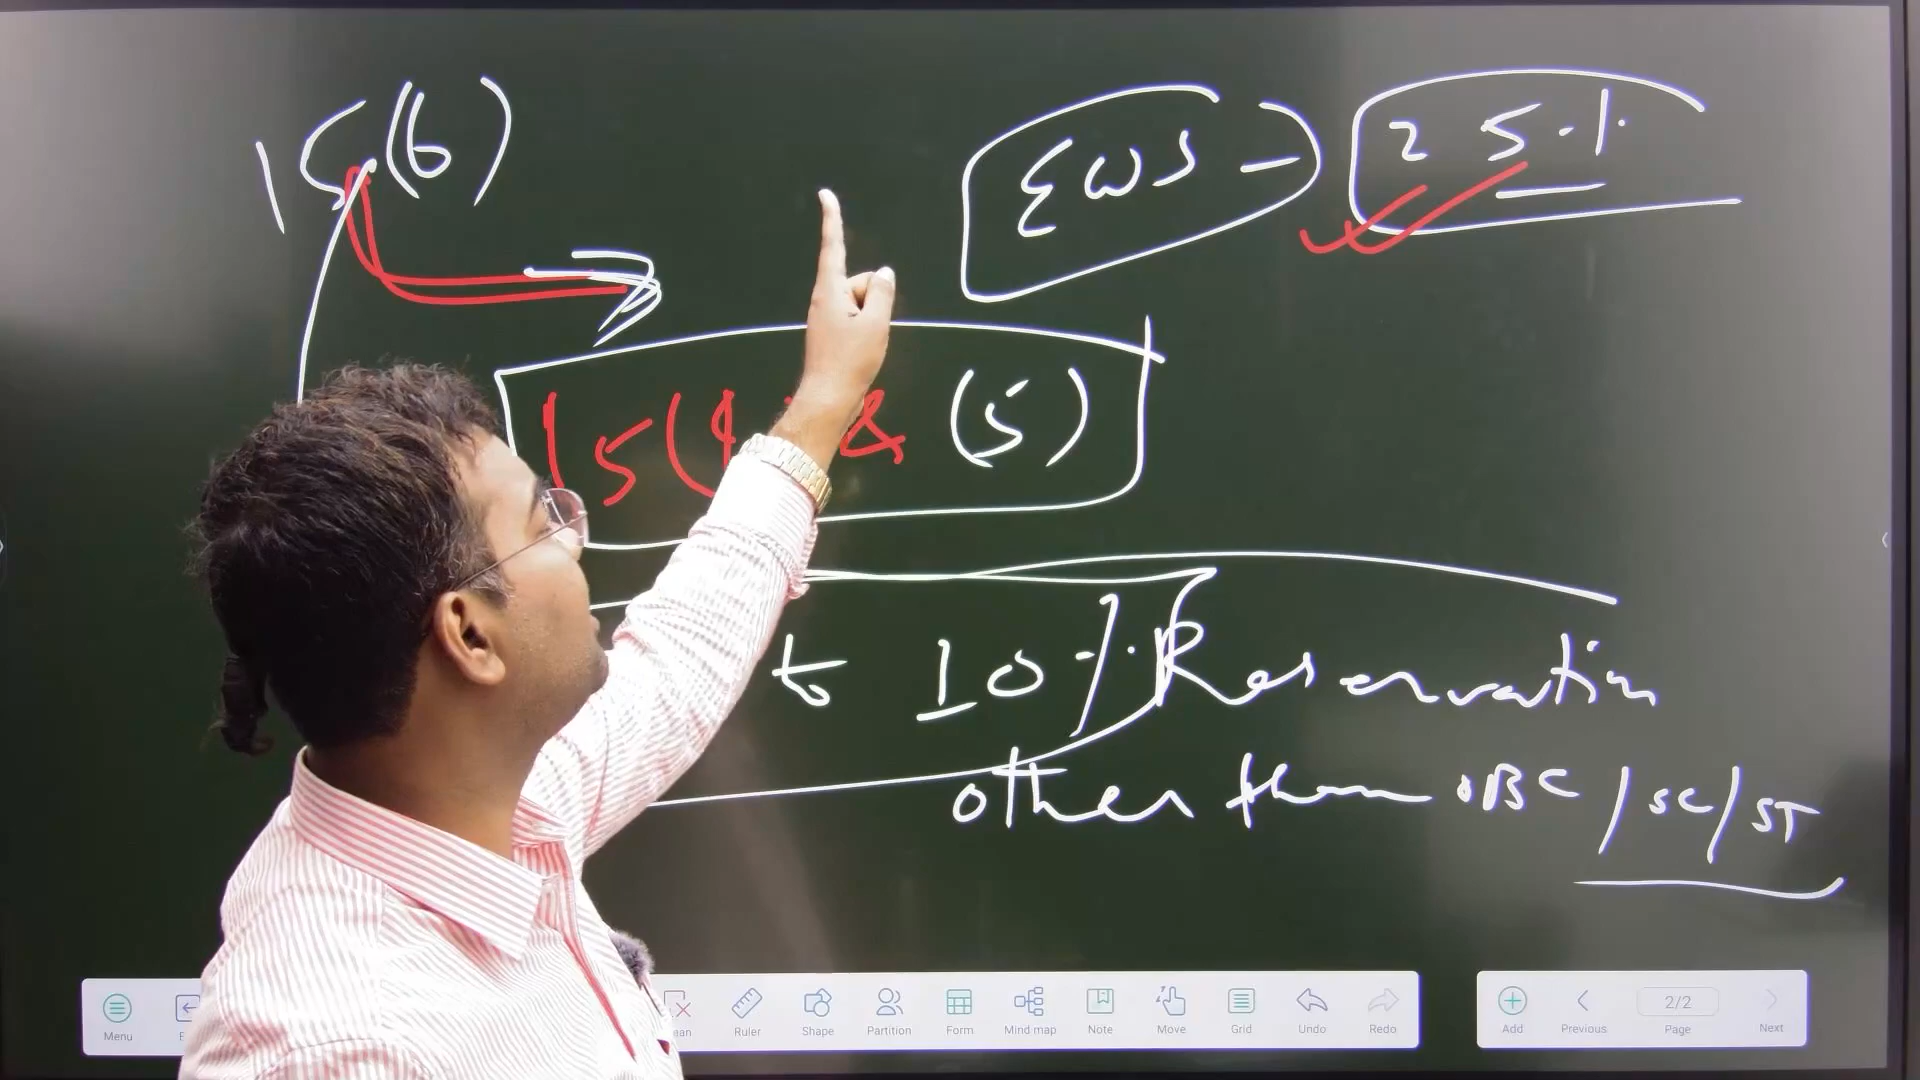 15(6)
EWS - 25%
15(4) & (5)
to 10% Reservation
other than OBC/SC/ST
Menu
Ruler
Shape
Partition
Form
Mind map
Note
Move
Grid
Undo
Redo
Add
Previous
2/2
Page
Next